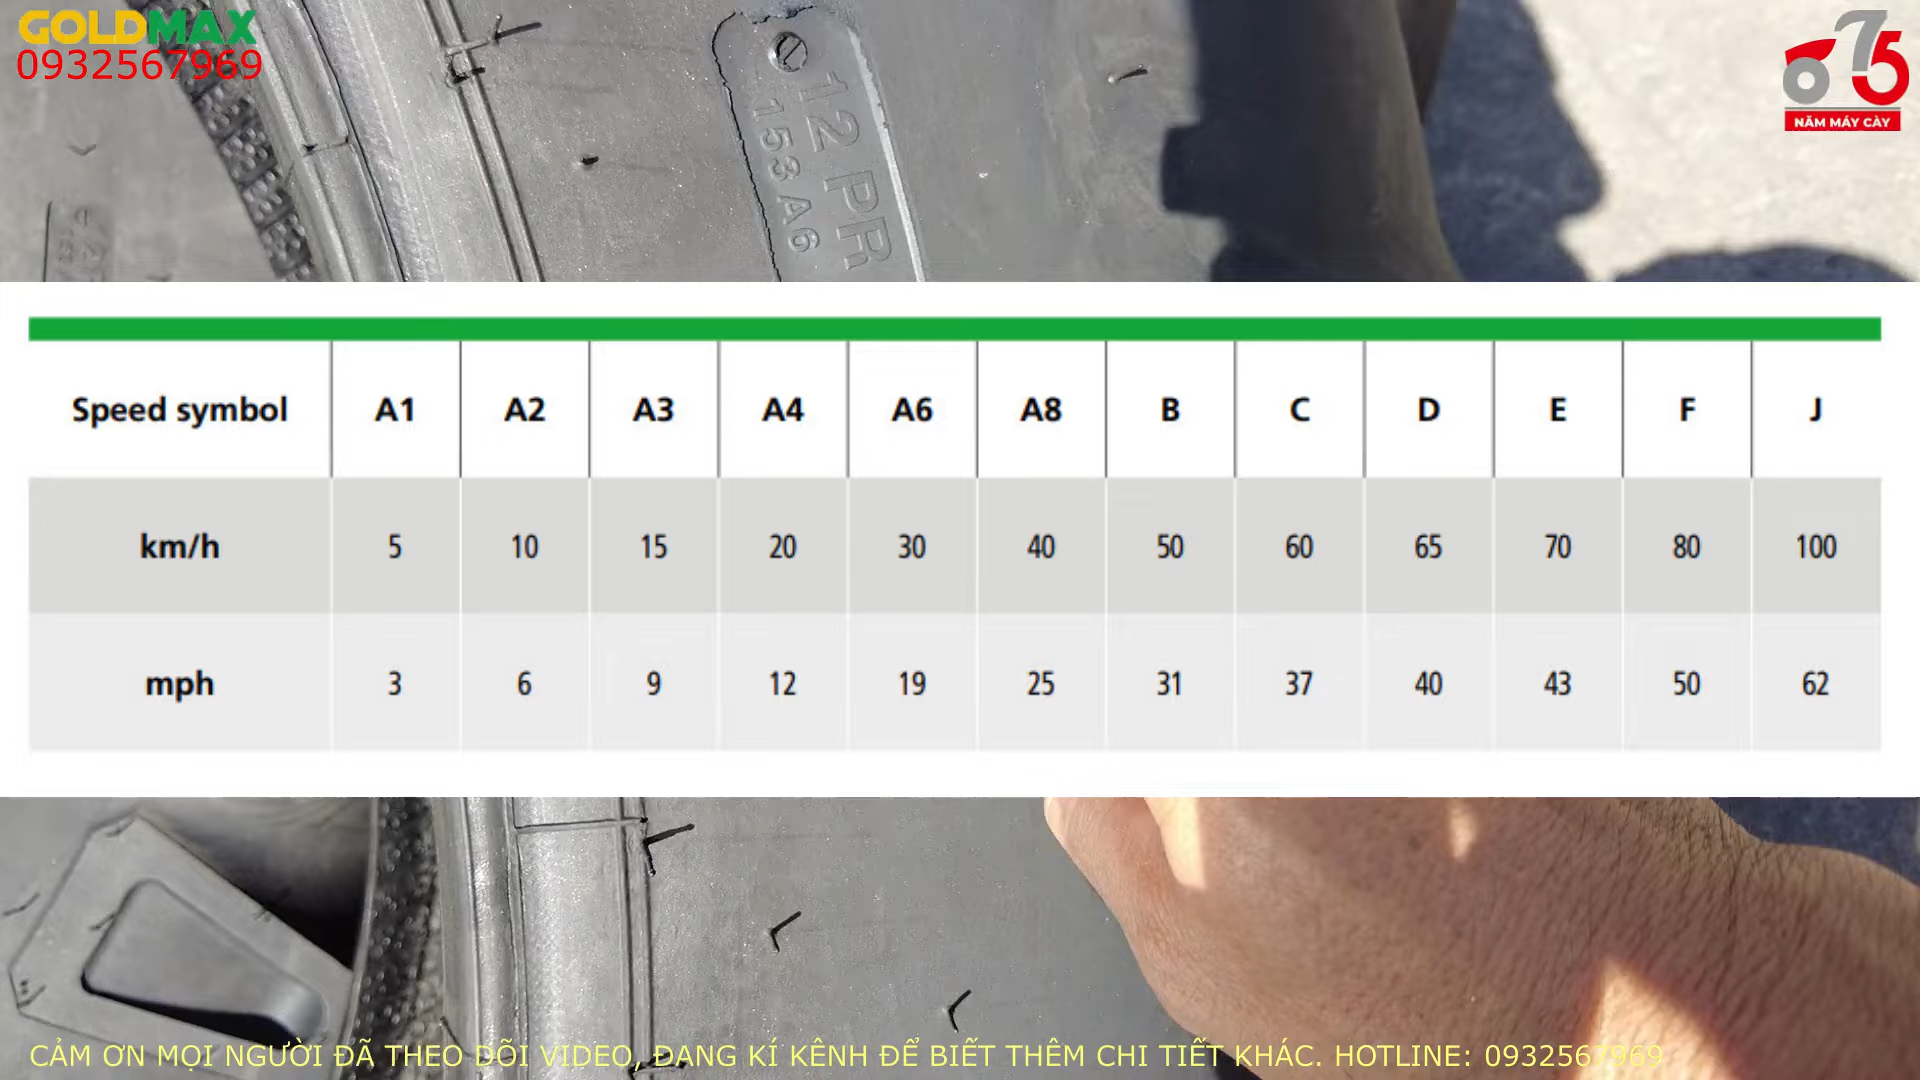 GOLDMAX
0932567969
075
NĂM MÁY CÀY
12 PR
153 A6
Speed symbol A1 A2 A3 A4 A6 A8 B C D E F J
km/h 5 10 15 20 30 40 50 60 65 70 80 100
mph 3 6 9 12 19 25 31 37 40 43 50 62
CẢM ƠN MỌI NGƯỜI ĐÃ THEO DÕI VIDEO, ĐANG KÍ KÊNH ĐỂ BIẾT THÊM CHI TIẾT KHÁC. HOTLINE: 0932567969